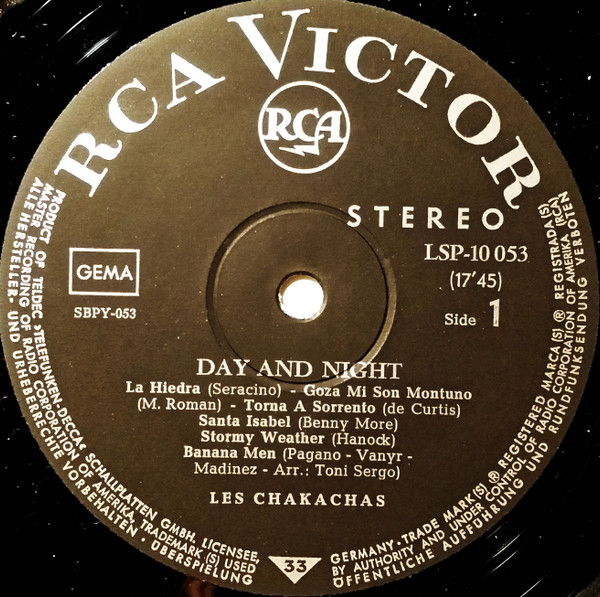 RCA VICTOR
RCA
STEREO
LSP-10 053
(17'45)
Side 1
GEMA
SBPY-053
DAY AND NIGHT
La Hiedra (Seracino) - Goza Mi Son Montuno
(M. Roman) - Torna A Sorrento (de Curtis)
Santa Isabel (Benny More)
Stormy Weather (Hanock)
Banana Men (Pagano - Vanyr -
Madinez - Arr.: Toni Sergo)
LES CHAKACHAS
33
PRODUCT OF TELDEC »TELEFUNKEN-DECCA« SCHALLPLATTEN GMBH. LICENSEE,
MASTER RECORDING OF RADIO CORPORATION OF AMERIKA, TRADEMARK (S) USED
ALLE HERSTELLER- UND URHEBERRECHTE VORBEHALTEN · ÜBERSPIELUNG
GERMANY · TRADE MARK(S) ® REGISTERED MARCA(S) ® REGISTRADA(S)
BY AUTHORITY AND UNDER CONTROL OF RADIO CORPORATION OF AMERIKA (RCA)
ÖFFENTLICHE AUFFÜHRUNG UND RUNDFUNKSENDUNG VERBOTEN